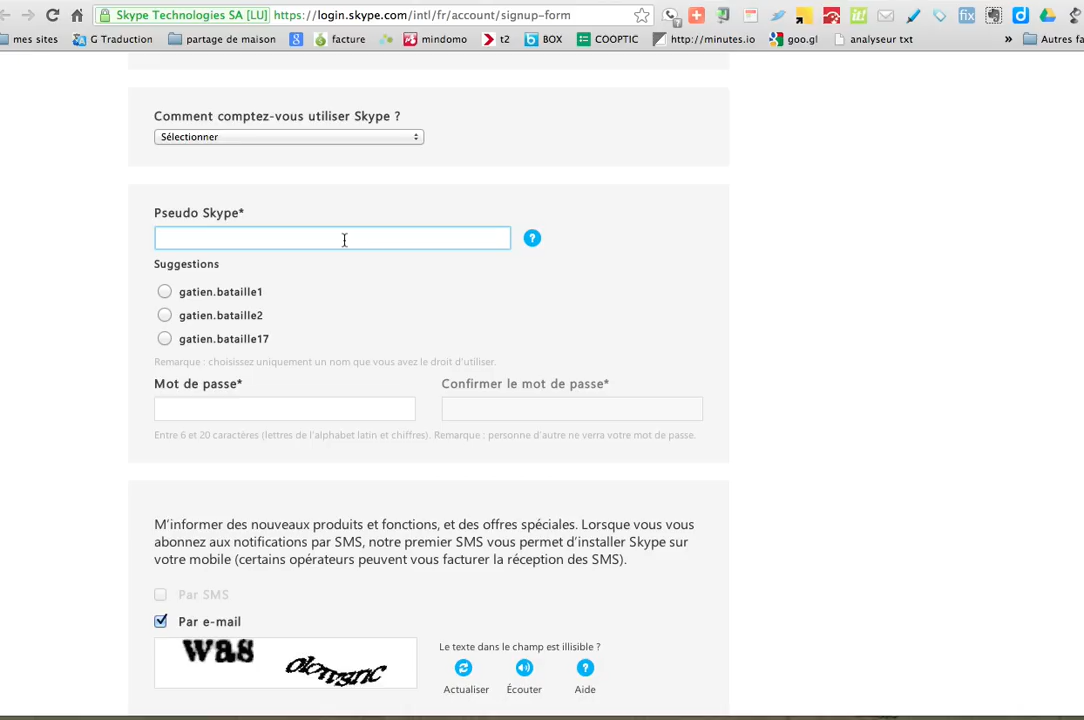 Skype Technologies SA [LU] https://login.skype.com/intl/fr/account/signup-form
mes sites G Traduction partage de maison facture mindomo t2 BOX COOPTIC http://minutes.io goo.gl analyseur txt » Autres fa
Comment comptez-vous utiliser Skype ?
Sélectionner
Pseudo Skype*
?
Suggestions
gatien.bataille1
gatien.bataille2
gatien.bataille17
Remarque : choisissez uniquement un nom que vous avez le droit d'utiliser.
Mot de passe* Confirmer le mot de passe*
Entre 6 et 20 caractères (lettres de l'alphabet latin et chiffres). Remarque : personne d'autre ne verra votre mot de passe.
M'informer des nouveaux produits et fonctions, et des offres spéciales. Lorsque vous vous
abonnez aux notifications par SMS, notre premier SMS vous permet d'installer Skype sur
votre mobile (certains opérateurs peuvent vous facturer la réception des SMS).
Par SMS
Par e-mail
was
Le texte dans le champ est illisible ?
Actualiser Écouter Aide